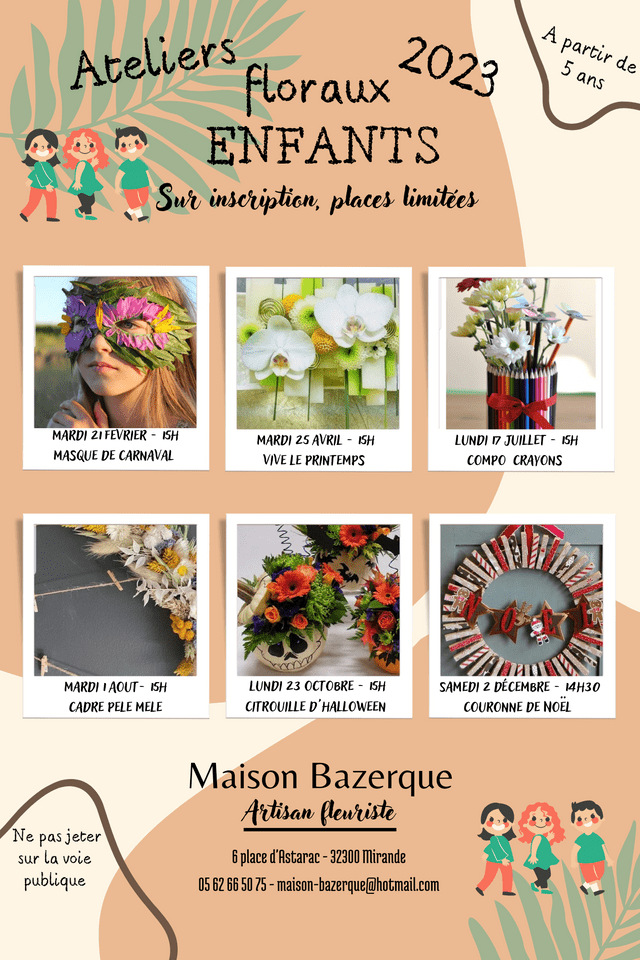 Ateliers
floraux
2023
ENFANTS
Sur inscription, places limitées
A partir de
5 ans
MARDI 21 FEVRIER - 15H
MASQUE DE CARNAVAL
MARDI 25 AVRIL - 15H
VIVE LE PRINTEMPS
LUNDI 17 JUILLET - 15H
COMPO CRAYONS
MARDI 1 AOUT- 15H
CADRE PELE MELE
LUNDI 23 OCTOBRE - 15H
CITROUILLE D'HALLOWEEN
NOEL
SAMEDI 2 DÉCEMBRE - 14H30
COURONNE DE NOËL
Maison Bazerque
Artisan fleuriste
6 place d'Astarac - 32300 Mirande
05 62 66 50 75 - maison-bazerque@hotmail.com
Ne pas jeter
sur la voie
publique